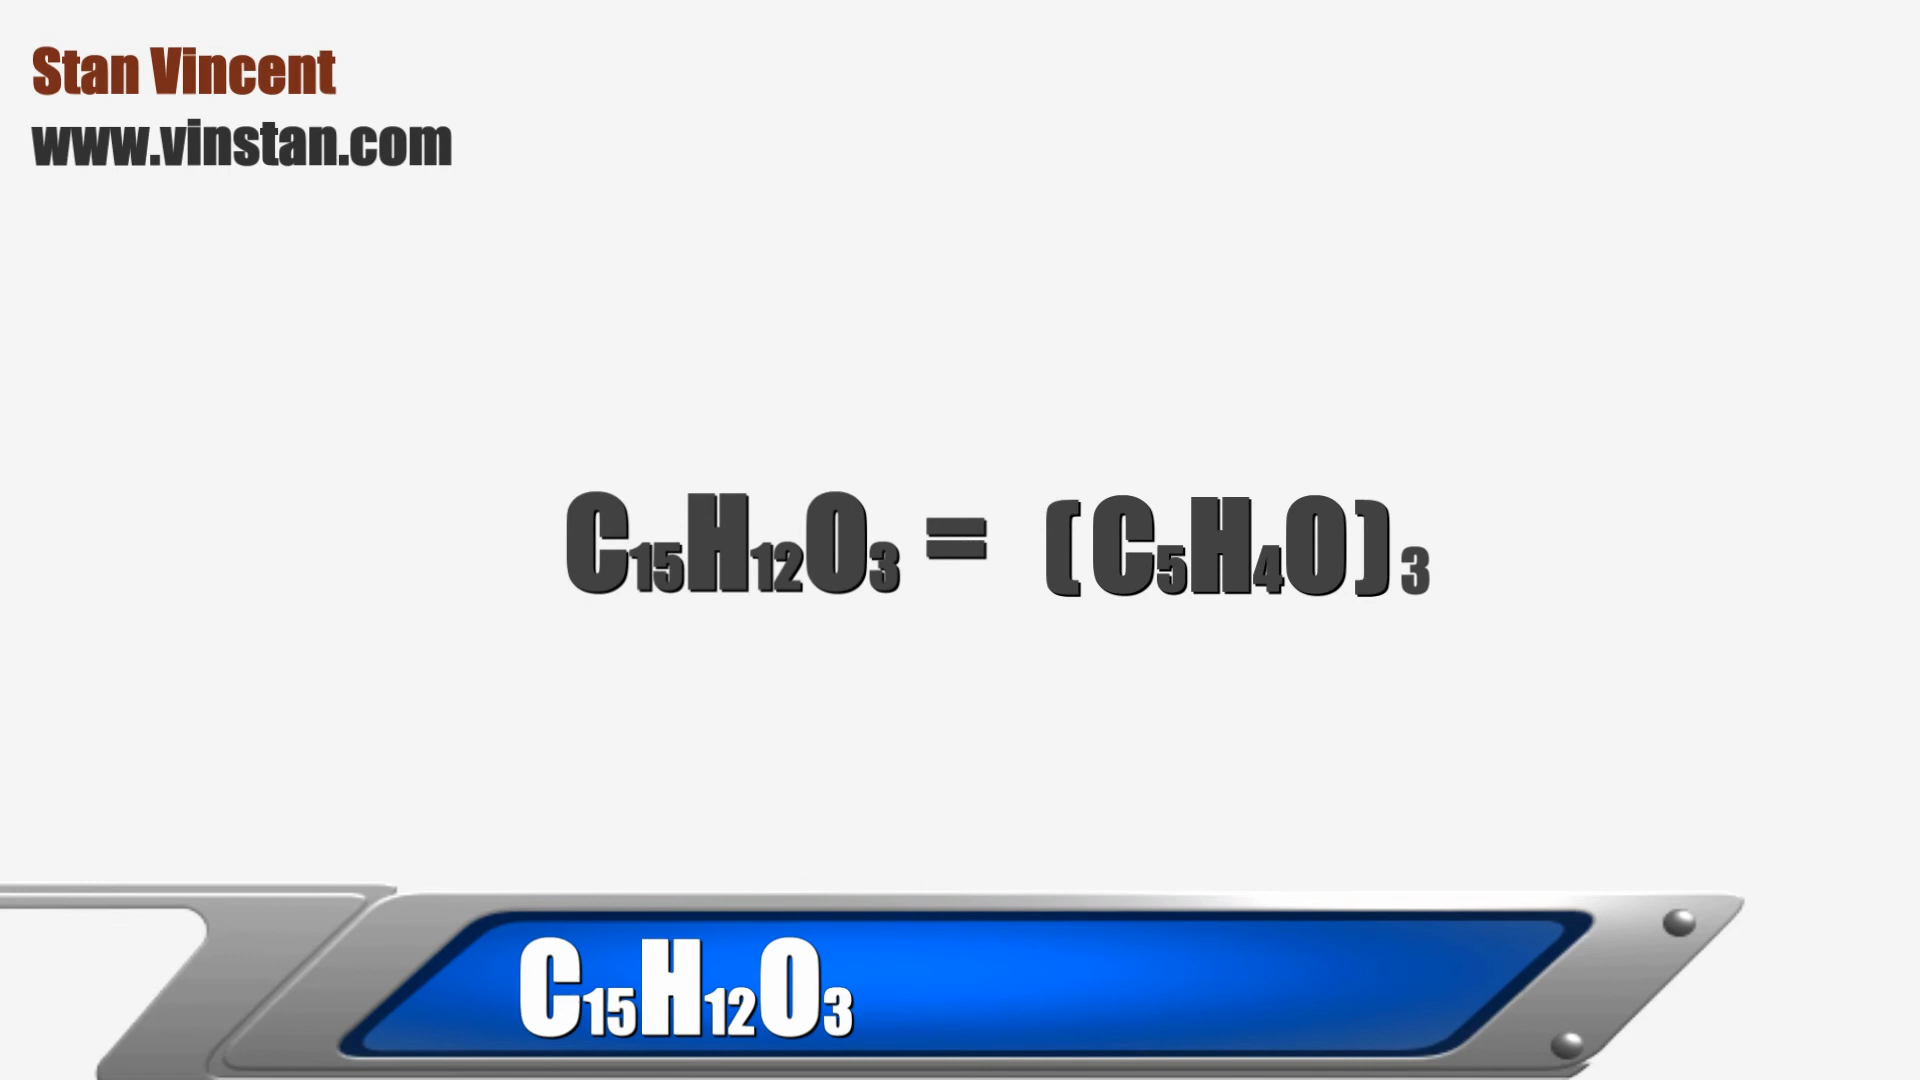 Stan Vincent
www.vinstan.com
C₁₅H₁₂O₃ = (C₅H₄O)₃
C₁₅H₁₂O₃